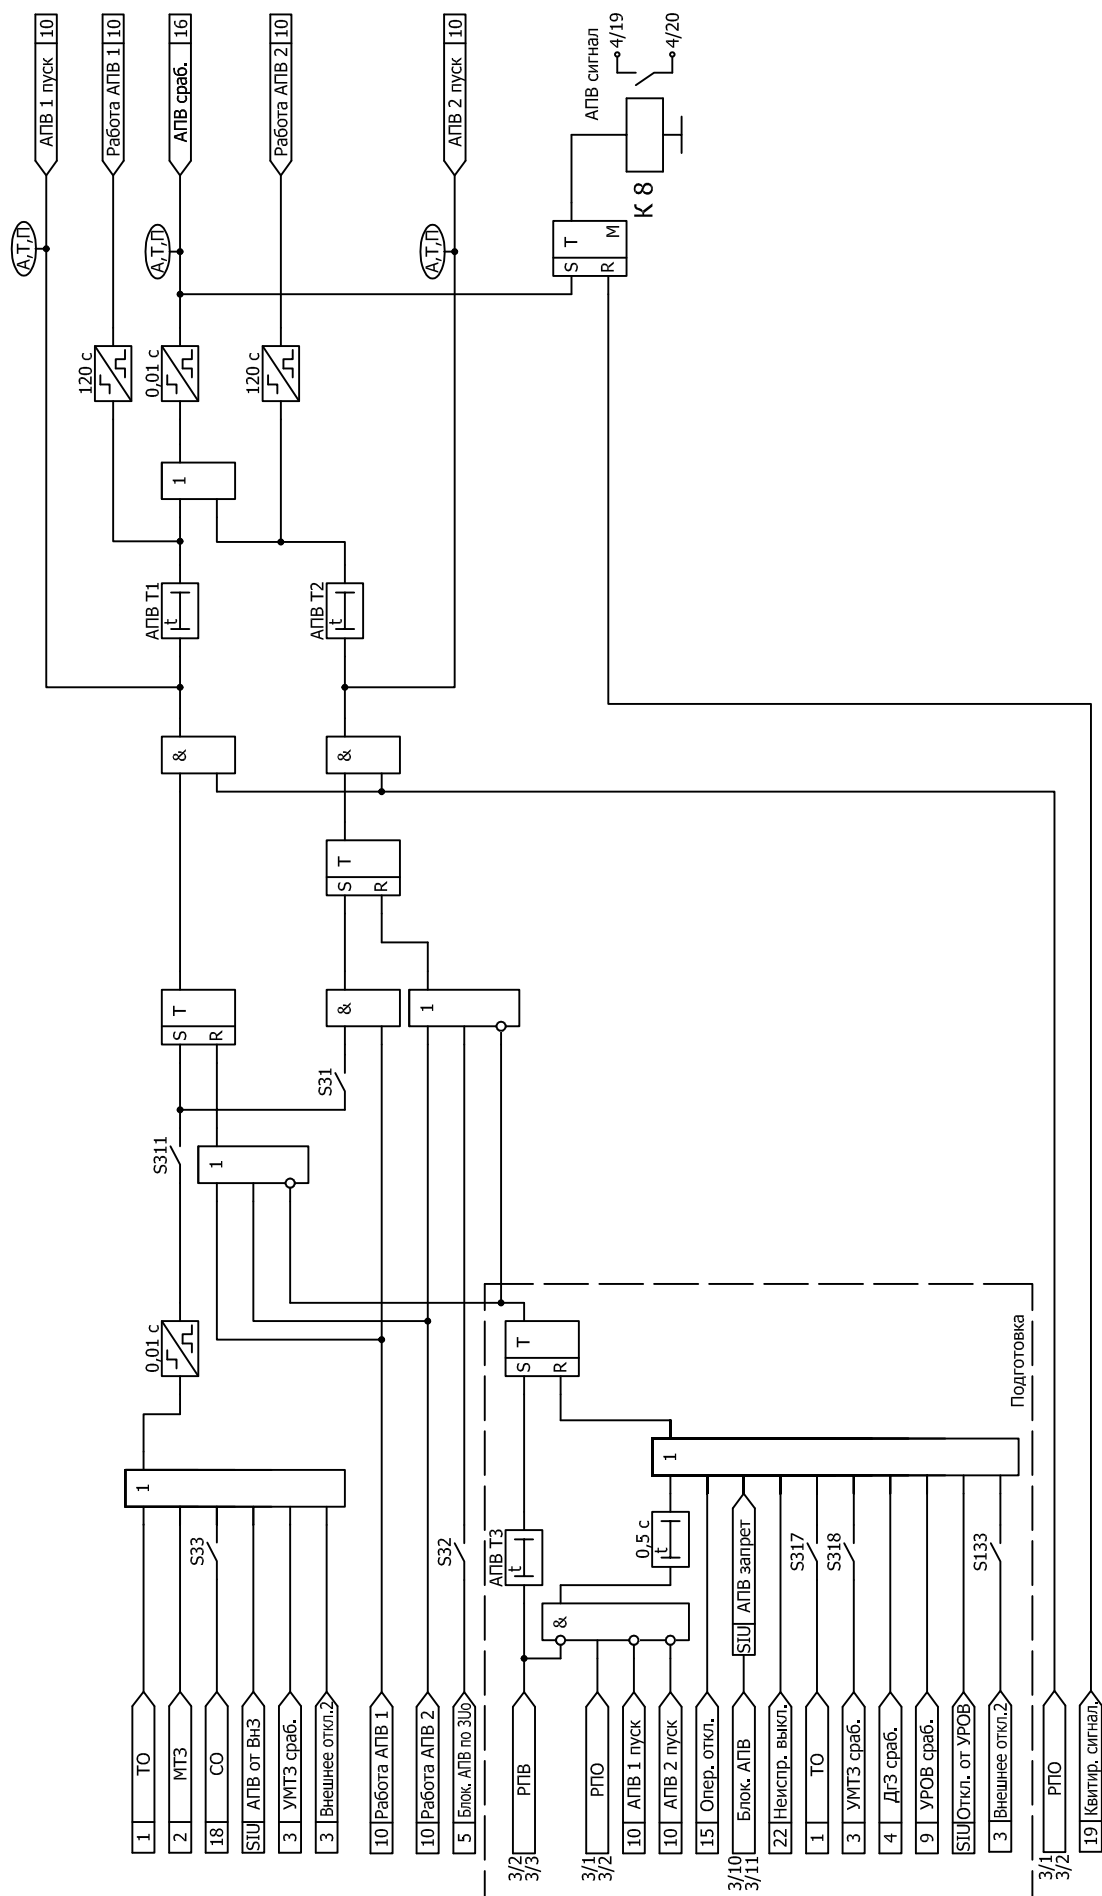 АПВ 1 пуск 10
Работа АПВ 1 10
АПВ сраб. 16
Работа АПВ 2 10
АПВ 2 пуск 10
АПВ сигнал
4/19
4/20
К 8
А,Т,П
А,Т,П
А,Т,П
S T
R M
120 с
0,01 с
120 с
1
АПВ Т1
t
АПВ Т2
t
&
&
S T
R
S T
R
&
1
S31
S311
1
0,01 с
S T
R
Подготовка
1
1
S33
S32
АПВ Т3
t
0,5 с
t
&
SIU АПВ запрет
S317
S318
S133
1 ТО
2 МТЗ
18 СО
SIU АПВ от ВнЗ
3 УМТЗ сраб.
3 Внешнее откл.2
10 Работа АПВ 1
10 Работа АПВ 2
5 Блок. АПВ по 3Uo
3/2
3/3
РПВ
3/1
3/2
РПО
10 АПВ 1 пуск
10 АПВ 2 пуск
15 Опер. откл.
3/10
3/11
Блок. АПВ
22 Неиспр. выкл.
1 ТО
3 УМТЗ сраб.
4 ДгЗ сраб.
9 УРОВ сраб.
SIU Откл. от УРОВ
3 Внешнее откл.2
3/1
3/2
РПО
19 Квитир. сигнал.